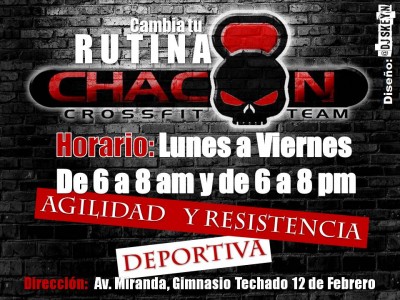 Cambia tu
RUTINA
CHACON
CROSSFIT TEAM
Horario: Lunes a Viernes
De 6 a 8 am y de 6 a 8 pm
AGILIDAD Y RESISTENCIA
DEPORTIVA
Dirección: Av. Miranda, Gimnasio Techado 12 de Febrero
Diseño: @DJSKEYN